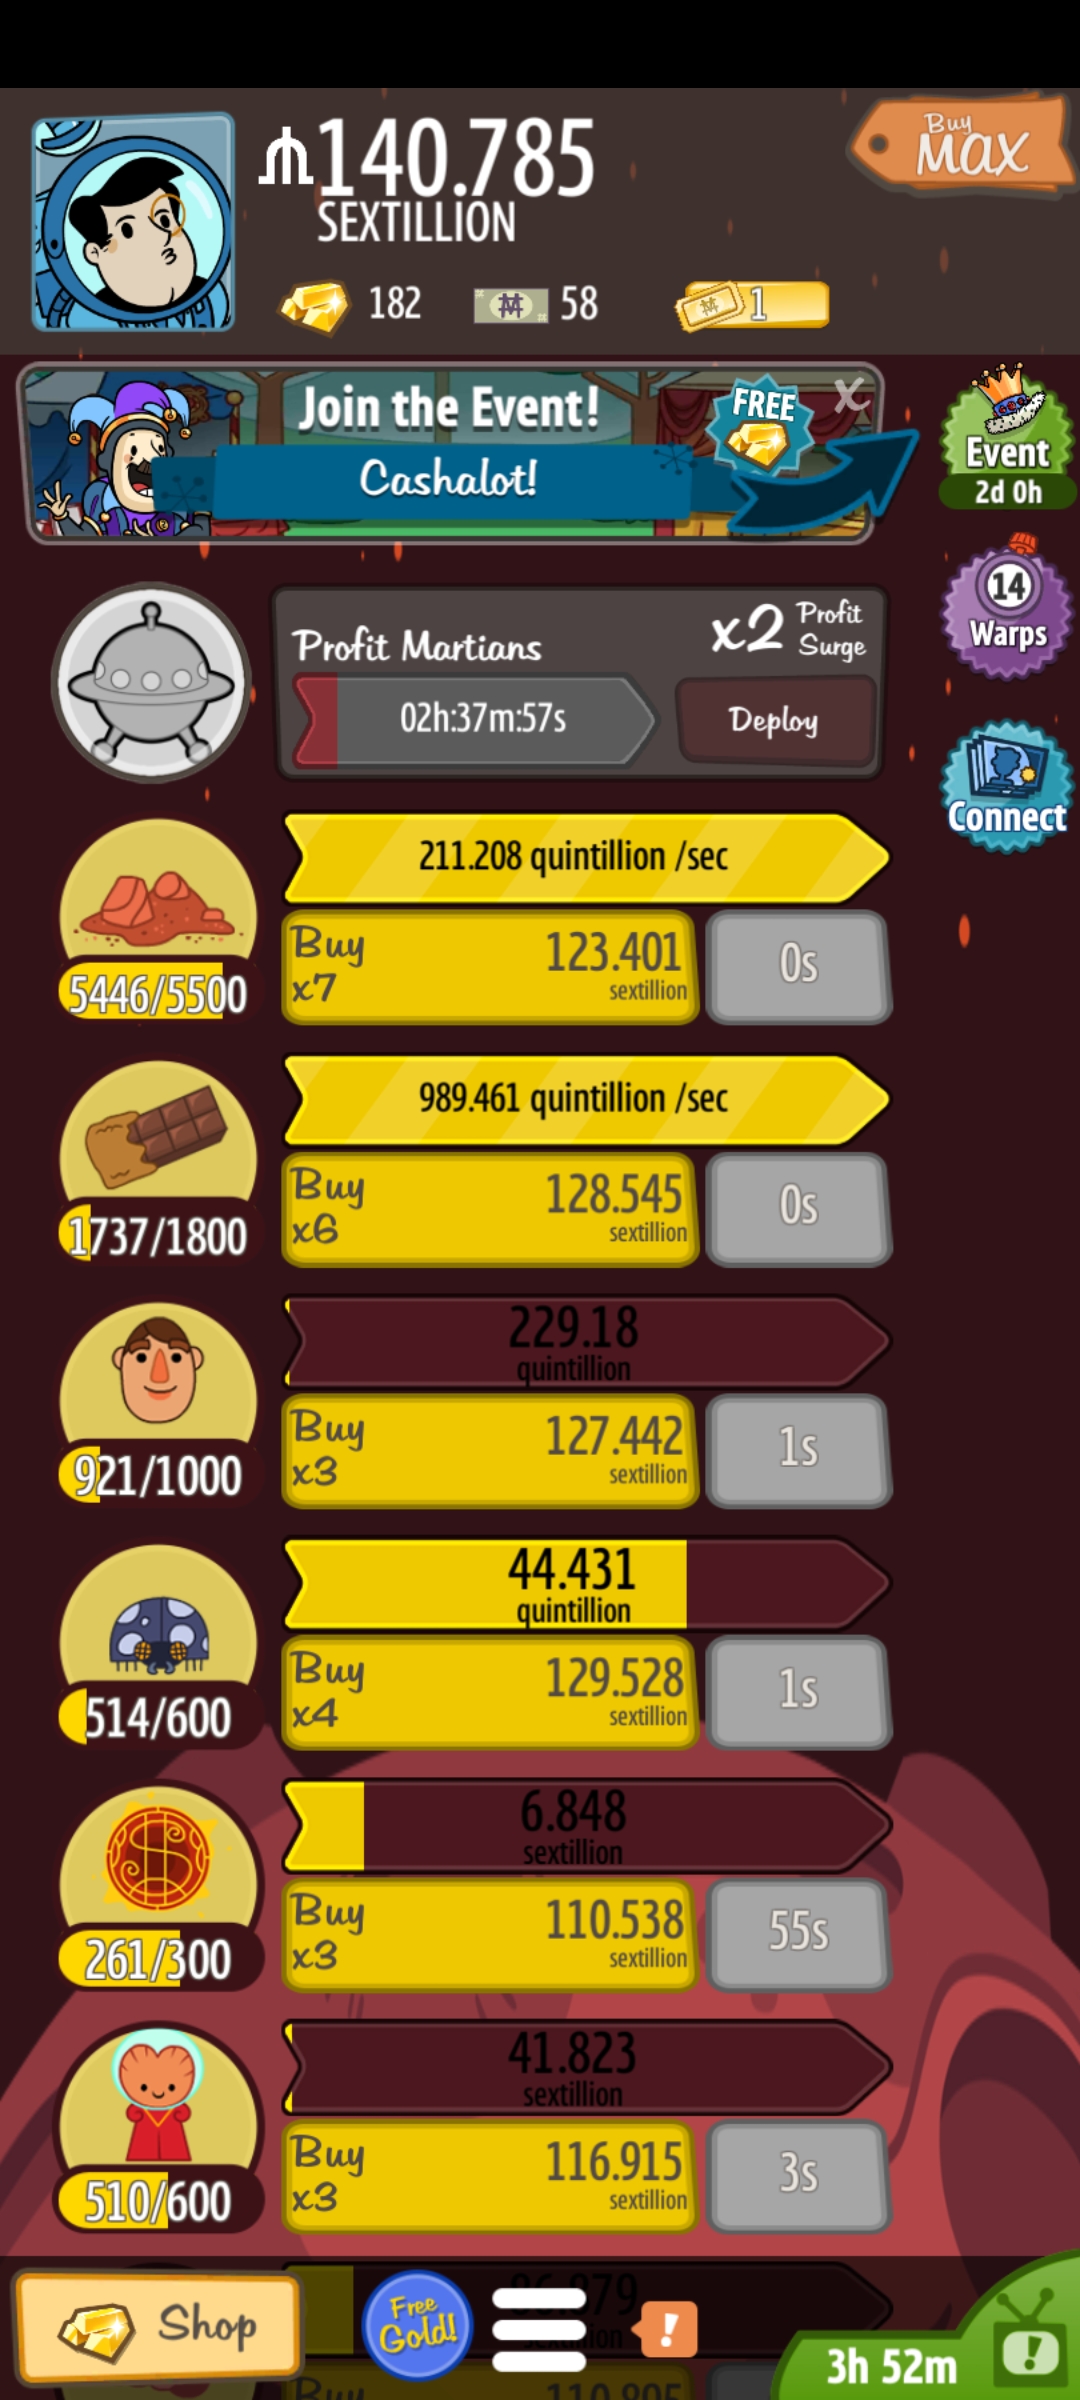 140.785
SEXTILLION
Buy
MAX
182
58
1
Join the Event!
Cashalot!
FREE
X
Event
2d 0h
14
Warps
Connect
Profit Martians
x2 Profit Surge
02h:37m:57s
Deploy
211.208 quintillion /sec
5446/5500
Buy x7
123.401 sextillion
0s
989.461 quintillion /sec
1737/1800
Buy x6
128.545 sextillion
0s
229.18
quintillion
921/1000
Buy x3
127.442 sextillion
1s
44.431
quintillion
514/600
Buy x4
129.528 sextillion
1s
6.848
sextillion
261/300
Buy x3
110.538 sextillion
55s
41.823
sextillion
510/600
Buy x3
116.915 sextillion
3s
Shop
Free Gold!
!
3h 52m
!
Buy